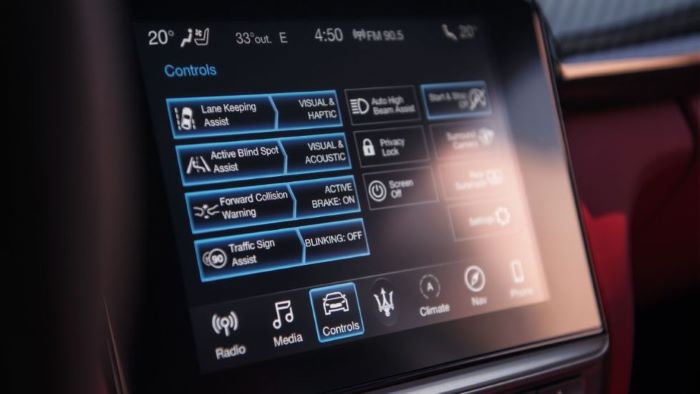 20° 33°out. E 4:50 FM 90.5 20°
Controls
Lane Keeping
Assist
VISUAL &
HAPTIC
Auto High
Beam Assist
Start & Stop
Off
Active Blind Spot
Assist
VISUAL &
ACOUSTIC
Privacy
Lock
Surround
Camera
Forward Collision
Warning
ACTIVE
BRAKE: ON
Screen
Off
Rear
Traffic Sign
Assist
BLINKING: OFF
90
Settings
Radio
Media
Controls
A
Climate
Nav
Phone